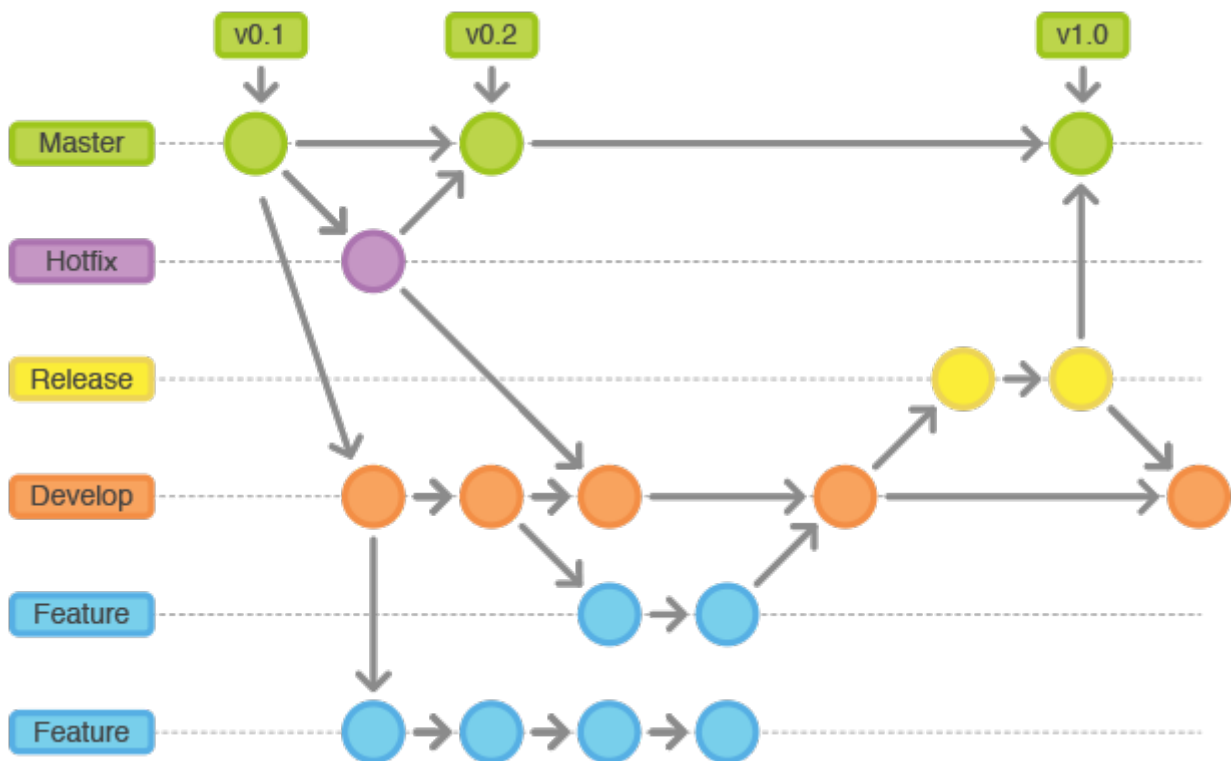 v0.1
v0.2
v1.0
Master
Hotfix
Release
Develop
Feature
Feature